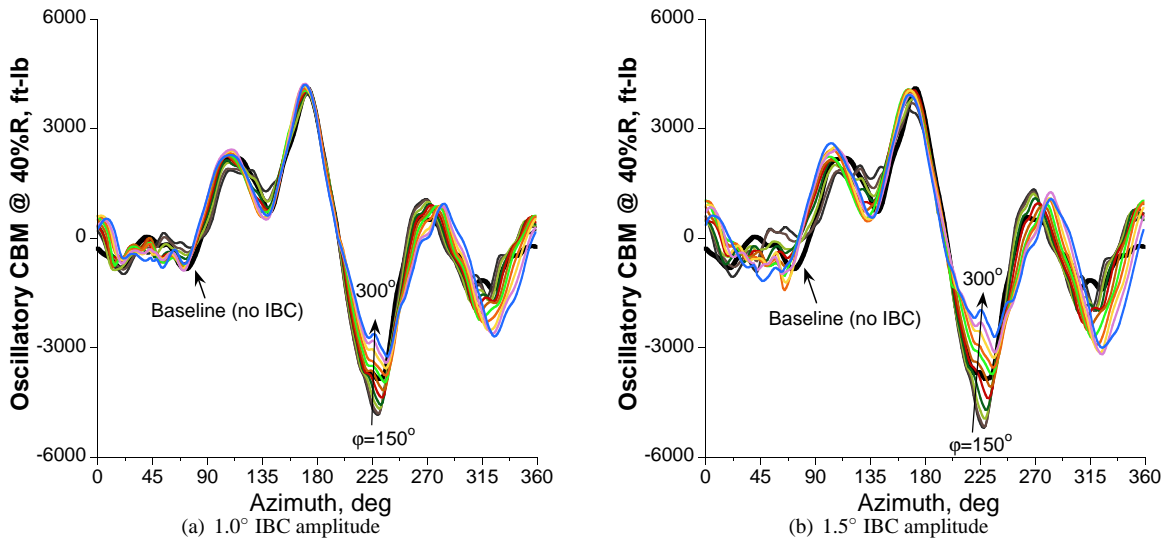 Oscillatory CBM @ 40%R, ft-lb
6000
3000
0
-3000
-6000
300°
Baseline (no IBC)
φ=150°
0 45 90 135 180 225 270 315 360
Azimuth, deg
(a) 1.0° IBC amplitude
Oscillatory CBM @ 40%R, ft-lb
6000
3000
0
-3000
-6000
300°
Baseline (no IBC)
φ=150°
0 45 90 135 180 225 270 315 360
Azimuth, deg
(b) 1.5° IBC amplitude